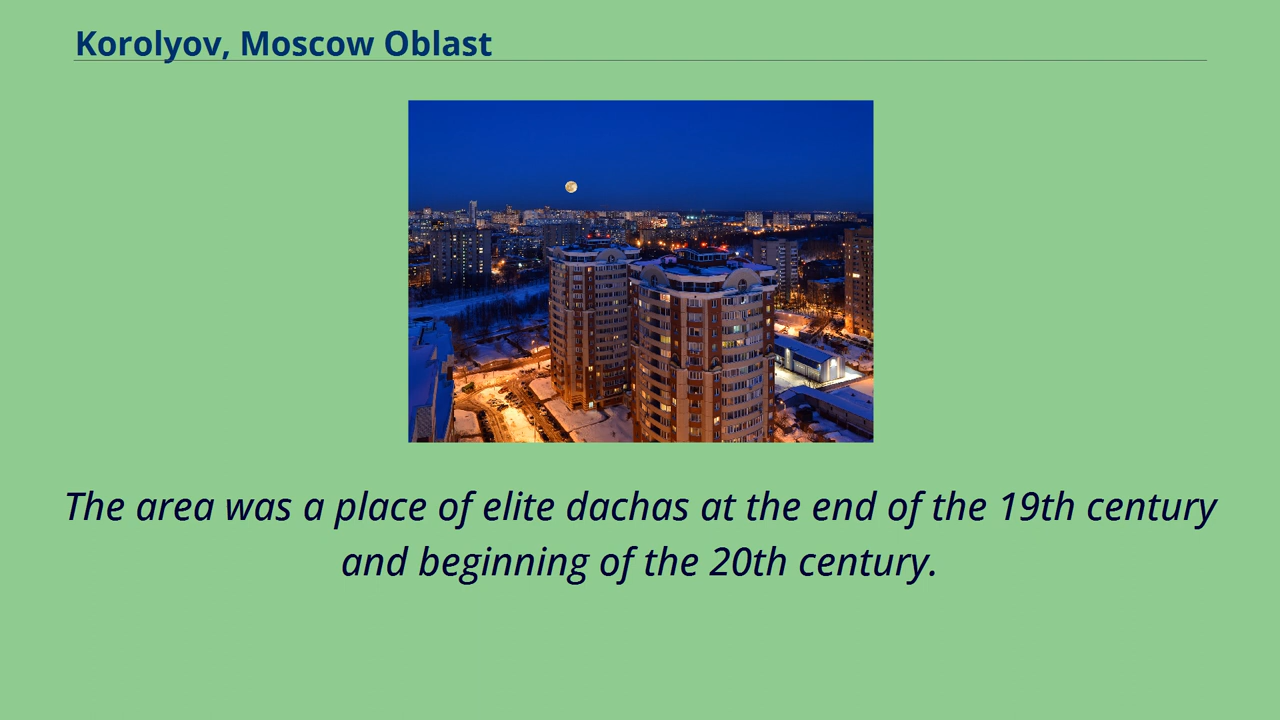 Korolyov, Moscow Oblast
The area was a place of elite dachas at the end of the 19th century
and beginning of the 20th century.